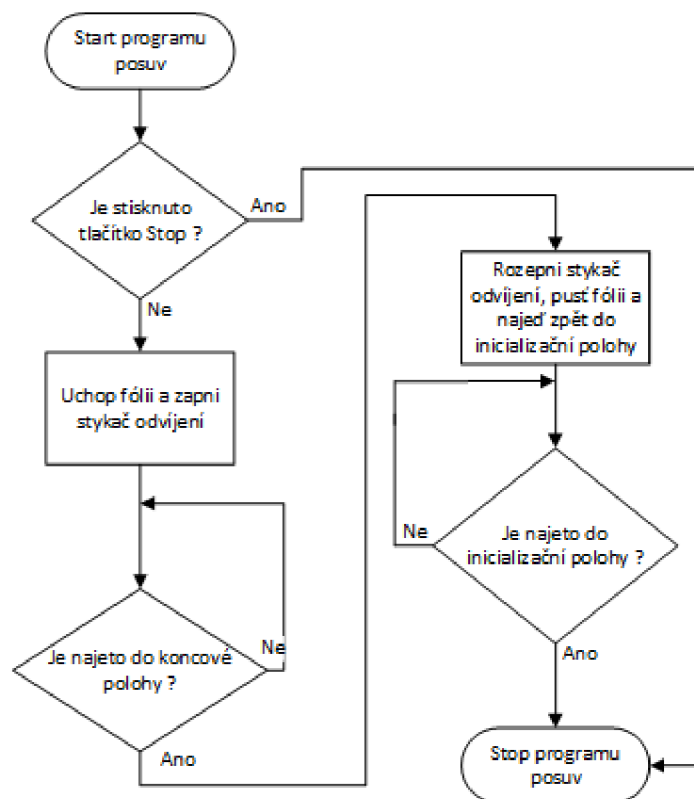 Start programu
posuv
Je stisknuto
tlačítko Stop ?
Ano
Ne
Uchop fólii a zapni
stykač odvíjení
Je najeto do koncové
polohy ?
Ne
Ano
Rozepni stykač
odvíjení, pusť fólii a
najeď zpět do
inicializační polohy
Ne
Je najeto do
inicializační polohy ?
Ano
Stop programu
posuv